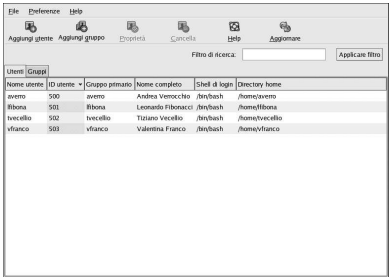 File Preferenze Help
Aggiungi utente Aggiungi gruppo Proprietà Cancella Help Aggiornare
Filtro di ricerca: Applicare filtro
Utenti Gruppi
Nome utente ID utente Gruppo primario Nome completo Shell di login Directory home
averro 500 averro Andrea Verrocchio /bin/bash /home/averro
lfibona 501 lfibona Leonardo Fibonacci /bin/bash /home/lfibona
tvecellio 502 tvecellio Tiziano Vecellio /bin/bash /home/tvecellio
vfranco 503 vfranco Valentina Franco /bin/bash /home/vfranco